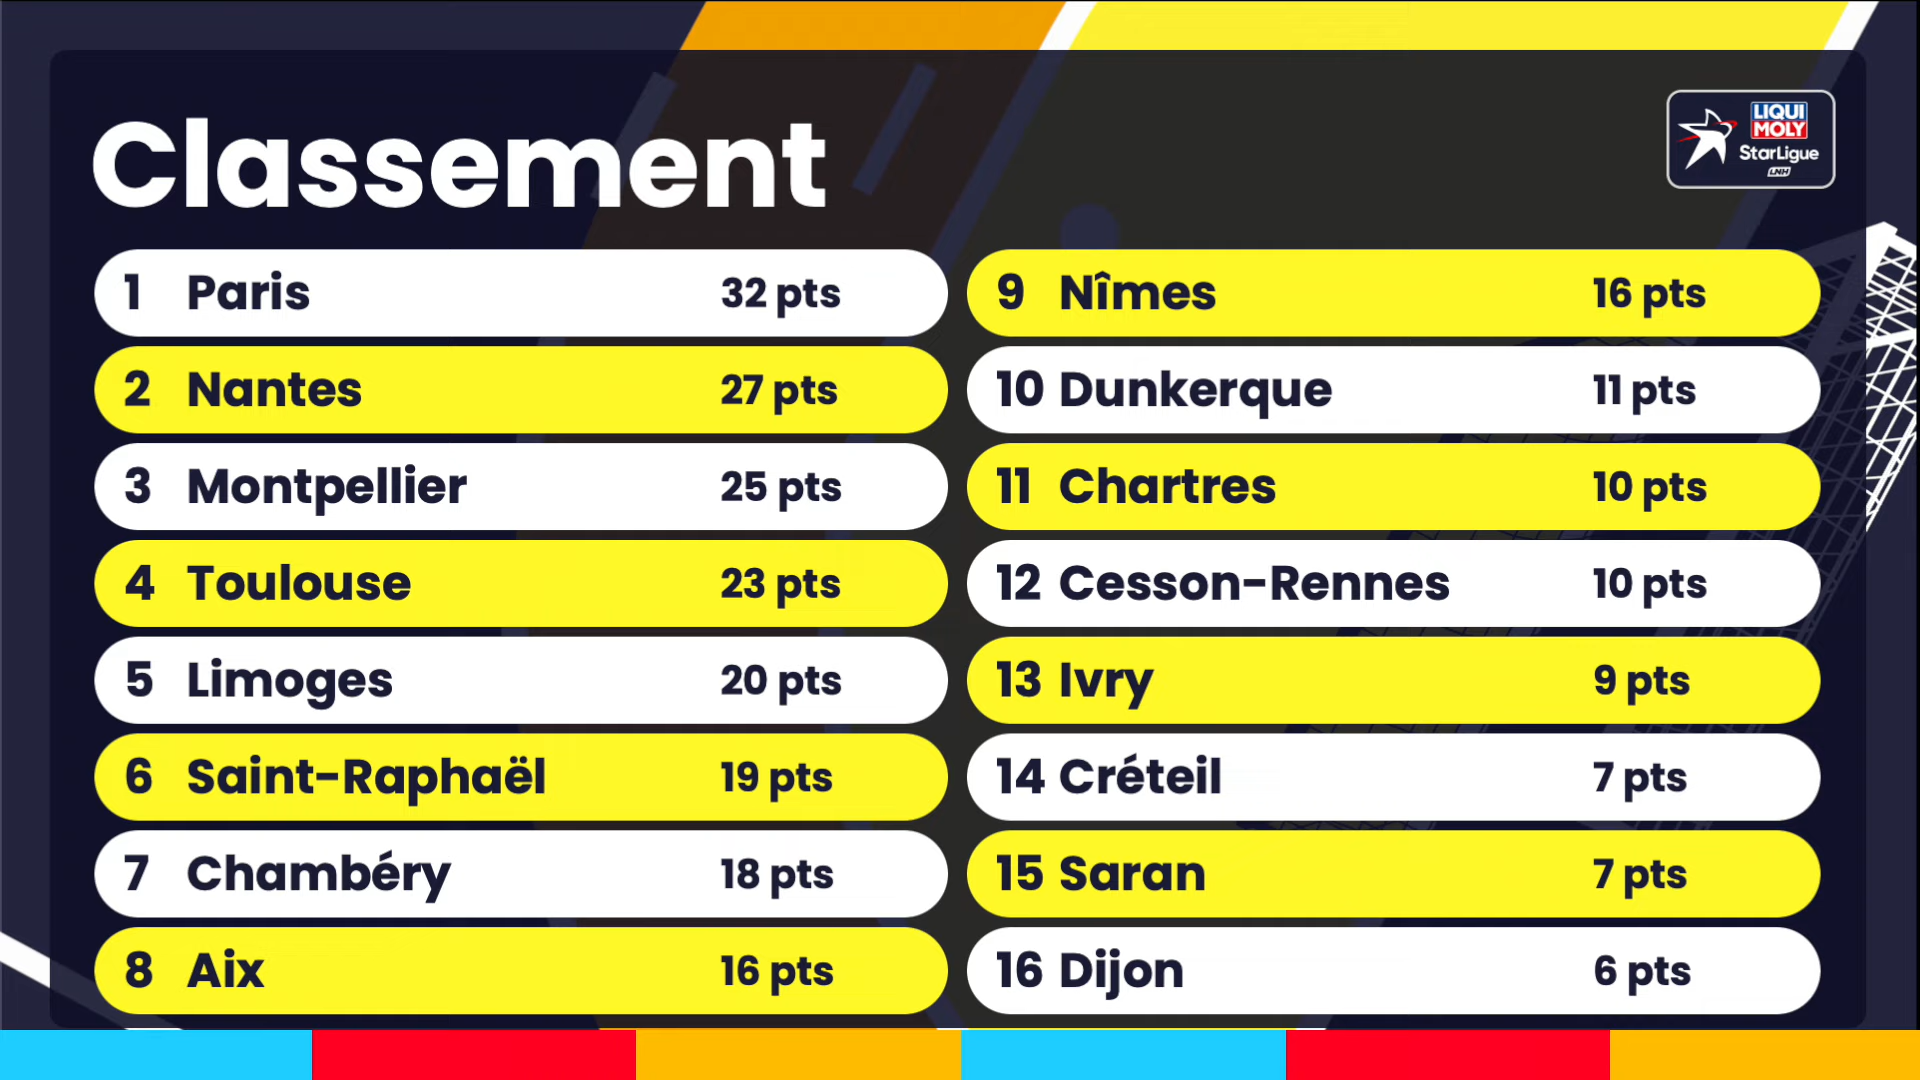 Classement
LIQUI
MOLY
StarLigue
LNH
1 Paris 32 pts
2 Nantes 27 pts
3 Montpellier 25 pts
4 Toulouse 23 pts
5 Limoges 20 pts
6 Saint-Raphaël 19 pts
7 Chambéry 18 pts
8 Aix 16 pts
9 Nîmes 16 pts
10 Dunkerque 11 pts
11 Chartres 10 pts
12 Cesson-Rennes 10 pts
13 Ivry 9 pts
14 Créteil 7 pts
15 Saran 7 pts
16 Dijon 6 pts